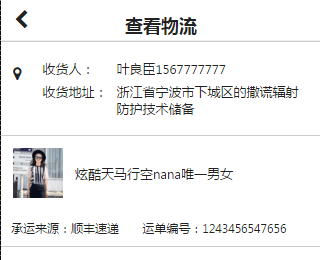 查看物流
收货人： 叶良臣1567777777
收货地址： 浙江省宁波市下城区的撒谎辐射
防护技术储备
炫酷天马行空nana唯一男女
承运来源：顺丰速递 运单编号：1243456547656